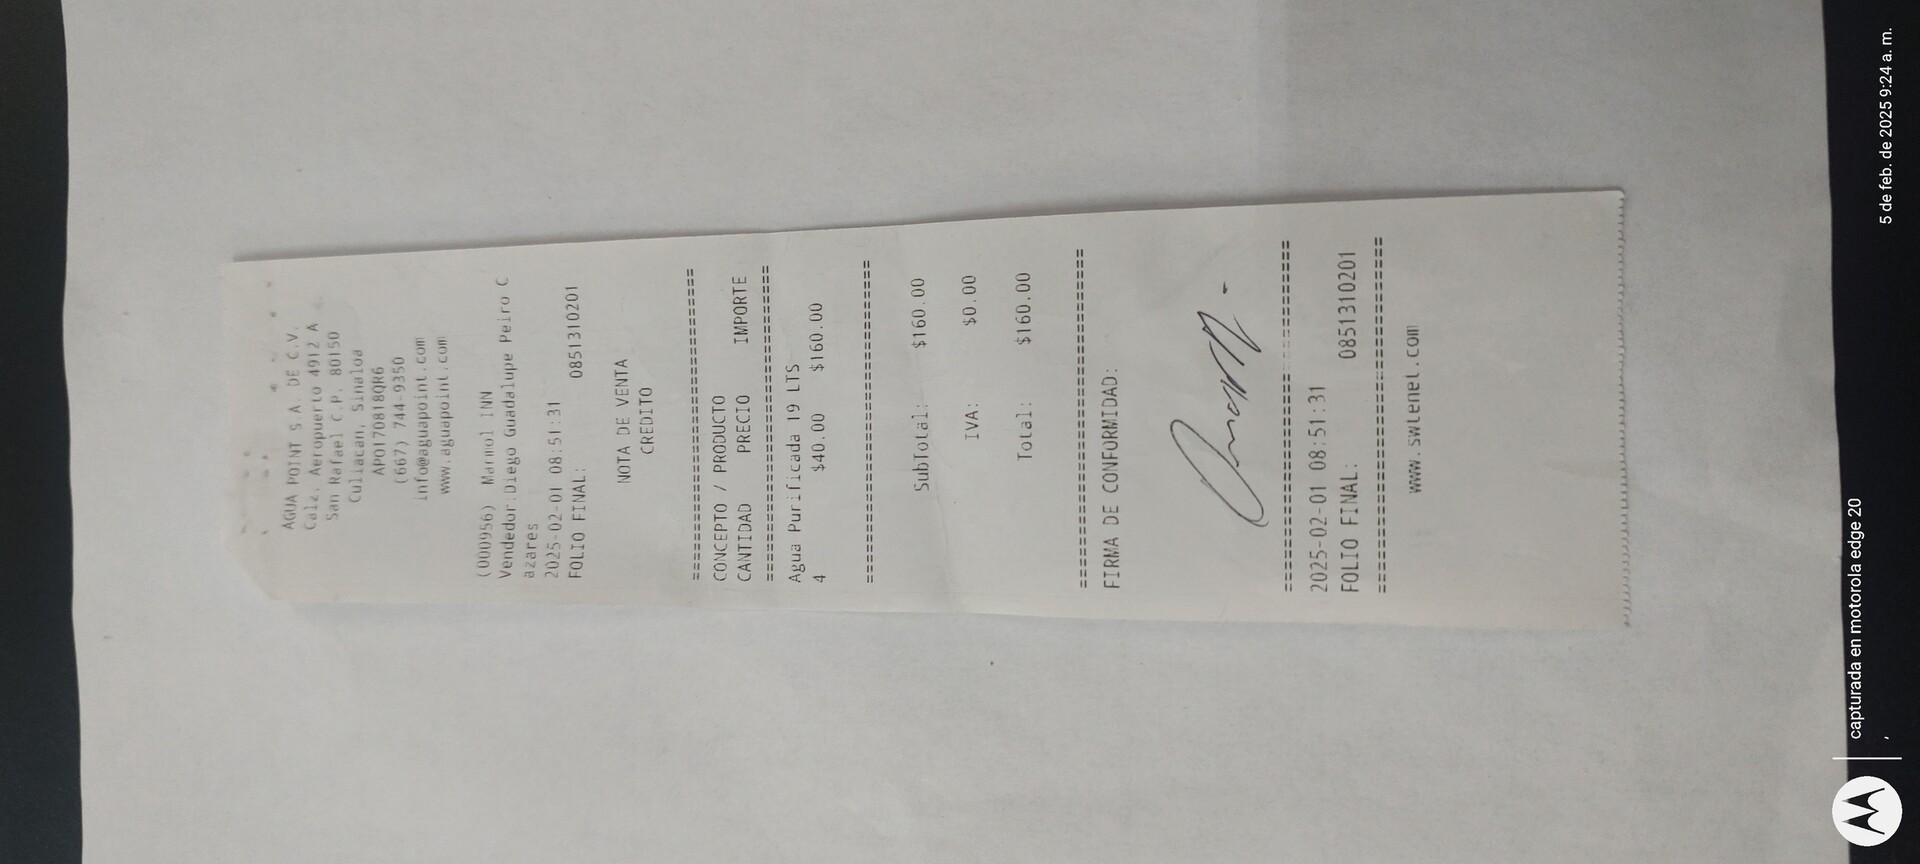 AGUA POINT S.A. DE C.V.
Calz. Aeropuerto 4912 A
San Rafael C.P. 80150
Culiacan, Sinaloa
APO170818QR6
(667) 744-9350
info@aguapoint.com
www.aguapoint.com
(000956) Marmol INN
Vendedor:Diego Guadalupe Peiro C
azares
2025-02-01 08:51:31
FOLIO FINAL: 0851310201
NOTA DE VENTA
CREDITO
================================
CONCEPTO / PRODUCTO
CANTIDAD PRECIO IMPORTE
================================
Agua Purificada 19 LTS
4 $40.00 $160.00
================================
SubTotal: $160.00
IVA: $0.00
Total: $160.00
================================
FIRMA DE CONFORMIDAD:
================================
2025-02-01 08:51:31
FOLIO FINAL: 0851310201
================================
www.swlenet.com
capturada en motorola edge 20
5 de feb. de 2025 9:24 a. m.